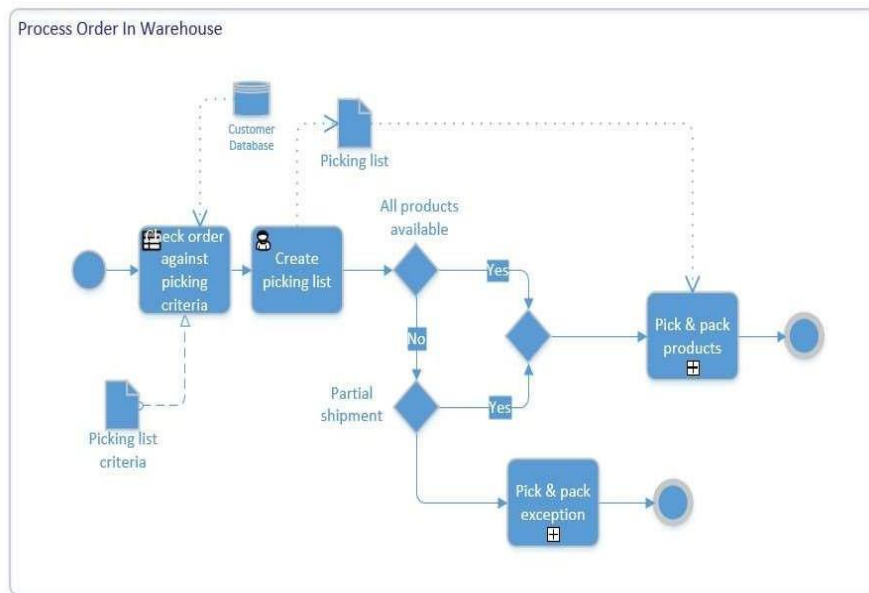 Process Order In Warehouse
Customer
Database
Picking list
All products
available
Check order
against
picking
criteria
Create
picking list
Yes
Pick & pack
products
No
Partial
shipment
Yes
Picking list
criteria
Pick & pack
exception